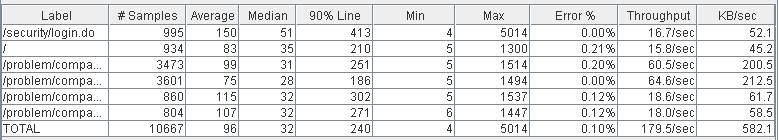 Label # Samples Average Median 90% Line Min Max Error % Throughput KB/sec
/security/login.do 995 150 51 413 4 5014 0.00% 16.7/sec 52.1
/ 934 83 35 210 5 1300 0.21% 15.8/sec 45.2
/problem/compa... 3473 99 31 251 5 1514 0.20% 60.5/sec 200.5
/problem/compa... 3601 75 28 186 5 1494 0.00% 64.6/sec 212.5
/problem/compa... 860 115 32 302 5 1537 0.12% 18.6/sec 61.7
/problem/compa... 804 107 32 271 6 1447 0.12% 18.0/sec 58.5
TOTAL 10667 96 32 240 4 5014 0.10% 179.5/sec 582.1